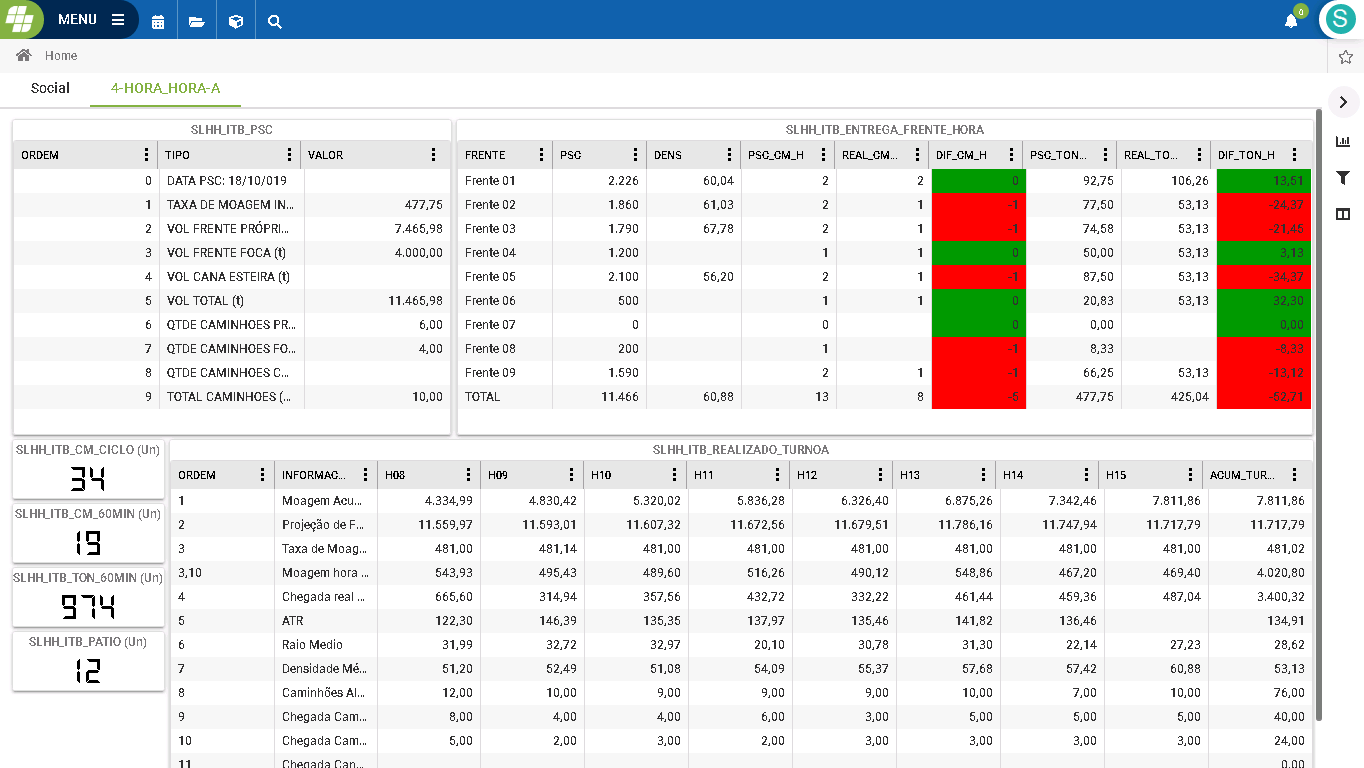 MENU
0
S
Home
Social 4-HORA_HORA-A
SLHH_ITB_PSC
ORDEM TIPO VALOR
0 DATA PSC: 18/10/019
1 TAXA DE MOAGEM IN... 477,75
2 VOL FRENTE PRÓPRI... 7.465,98
3 VOL FRENTE FOCA (t) 4.000,00
4 VOL CANA ESTEIRA (t)
5 VOL TOTAL (t) 11.465,98
6 QTDE CAMINHOES PR... 6,00
7 QTDE CAMINHOES FO... 4,00
8 QTDE CAMINHOES C...
9 TOTAL CAMINHOES (... 10,00
SLHH_ITB_ENTREGA_FRENTE_HORA
FRENTE PSC DENS PSC_CM_H REAL_CM... DIF_CM_H PSC_TON... REAL_TO... DIF_TON_H
Frente 01 2.226 60,04 2 2 0 92,75 106,26 13,51
Frente 02 1.860 61,03 2 1 -1 77,50 53,13 -24,37
Frente 03 1.790 67,78 2 1 -1 74,58 53,13 -21,45
Frente 04 1.200 1 1 0 50,00 53,13 3,13
Frente 05 2.100 56,20 2 1 -1 87,50 53,13 -34,37
Frente 06 500 1 1 0 20,83 53,13 32,30
Frente 07 0 0 0 0,00 0,00
Frente 08 200 1 -1 8,33 -8,33
Frente 09 1.590 2 1 -1 66,25 53,13 -13,12
TOTAL 11.466 60,88 13 8 -5 477,75 425,04 -52,71
SLHH_ITB_CM_CICLO (Un)
34
SLHH_ITB_CM_60MIN (Un)
19
SLHH_ITB_TON_60MIN (Un)
974
SLHH_ITB_PATIO (Un)
12
SLHH_ITB_REALIZADO_TURNOA
ORDEM INFORMAC... H08 H09 H10 H11 H12 H13 H14 H15 ACUM_TUR...
1 Moagem Acu... 4.334,99 4.830,42 5.320,02 5.836,28 6.326,40 6.875,26 7.342,46 7.811,86 7.811,86
2 Projeção de F... 11.559,97 11.593,01 11.607,32 11.672,56 11.679,51 11.786,16 11.747,94 11.717,79 11.717,79
3 Taxa de Moag... 481,00 481,14 481,00 481,00 481,00 481,00 481,00 481,00 481,02
3,10 Moagem hora ... 543,93 495,43 489,60 516,26 490,12 548,86 467,20 469,40 4.020,80
4 Chegada real ... 665,60 314,94 357,56 432,72 332,22 461,44 459,36 487,04 3.400,32
5 ATR 122,30 146,39 135,35 137,97 135,46 141,82 136,46 134,91
6 Raio Medio 31,99 32,72 32,97 20,10 30,78 31,30 22,14 27,23 28,62
7 Densidade Mé... 51,20 52,49 51,08 54,09 55,37 57,68 57,42 60,88 53,13
8 Caminhões Al... 12,00 10,00 9,00 9,00 9,00 10,00 7,00 10,00 76,00
9 Chegada Cam... 8,00 4,00 4,00 6,00 3,00 5,00 5,00 5,00 40,00
10 Chegada Cam... 5,00 2,00 3,00 2,00 3,00 3,00 3,00 3,00 24,00
11 Chegada Can... 0,00